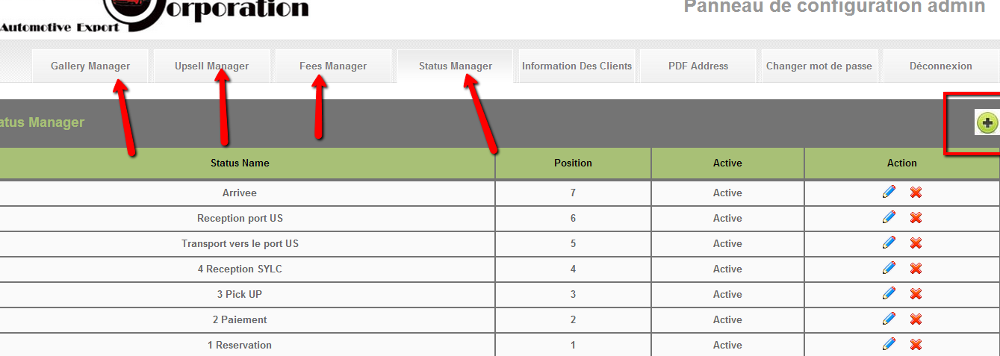 orporation
Automotive Export
Panneau de configuration admin
Gallery Manager Upsell Manager Fees Manager Status Manager Information Des Clients PDF Address Changer mot de passe Déconnexion
atus Manager
Status Name Position Active Action
Arrivee 7 Active
Reception port US 6 Active
Transport vers le port US 5 Active
4 Reception SYLC 4 Active
3 Pick UP 3 Active
2 Paiement 2 Active
1 Reservation 1 Active